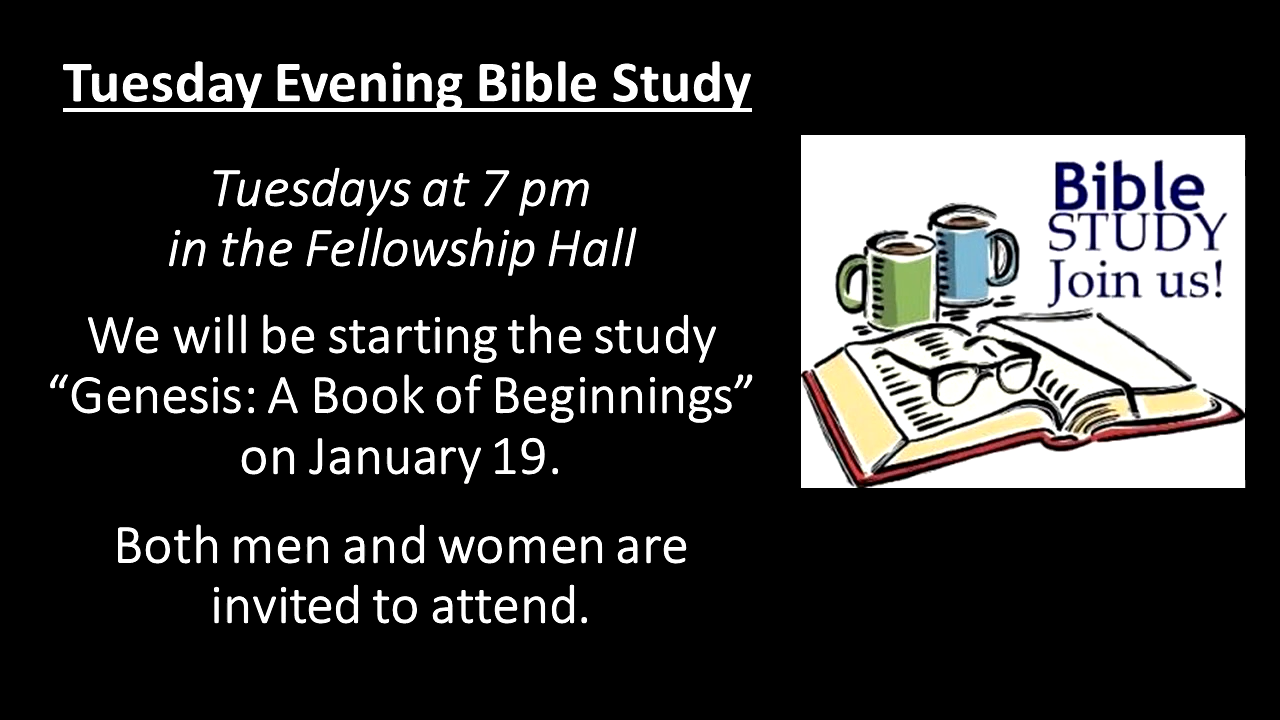 Tuesday Evening Bible Study
Tuesdays at 7 pm
in the Fellowship Hall
We will be starting the study
“Genesis: A Book of Beginnings”
on January 19.
Both men and women are
invited to attend.
Bible
STUDY
Join us!